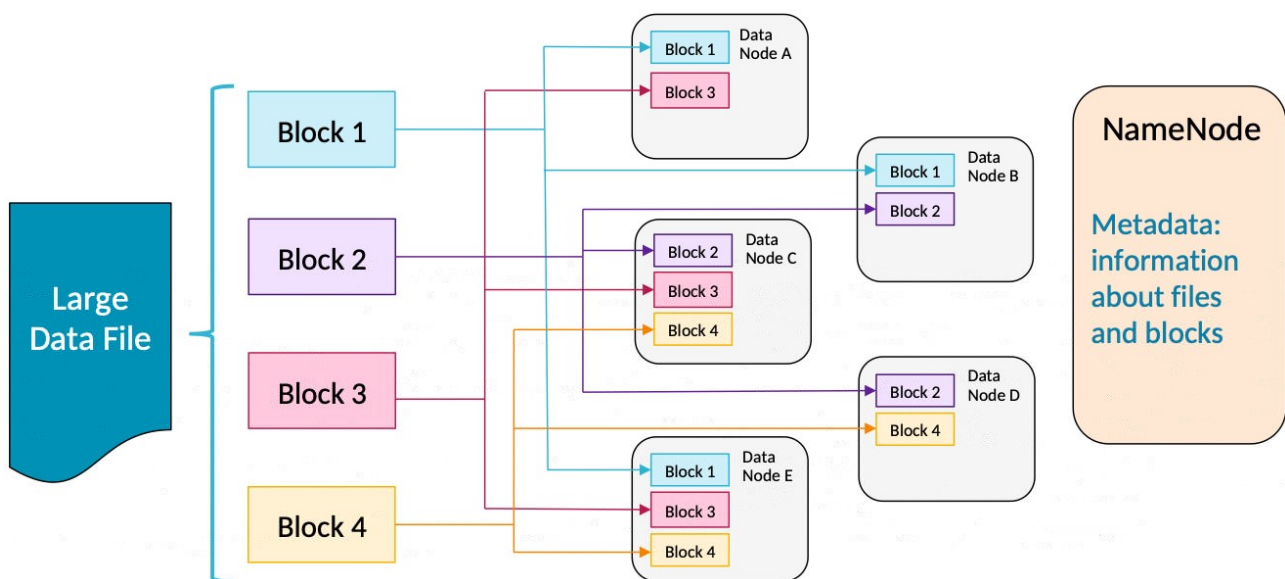 Large
Data File
Block 1
Block 2
Block 3
Block 4
Data
Node A
Block 1
Block 3
Data
Node B
Block 1
Block 2
Data
Node C
Block 2
Block 3
Block 4
Data
Node D
Block 2
Block 4
Data
Node E
Block 1
Block 3
Block 4
NameNode
Metadata:
information
about files
and blocks